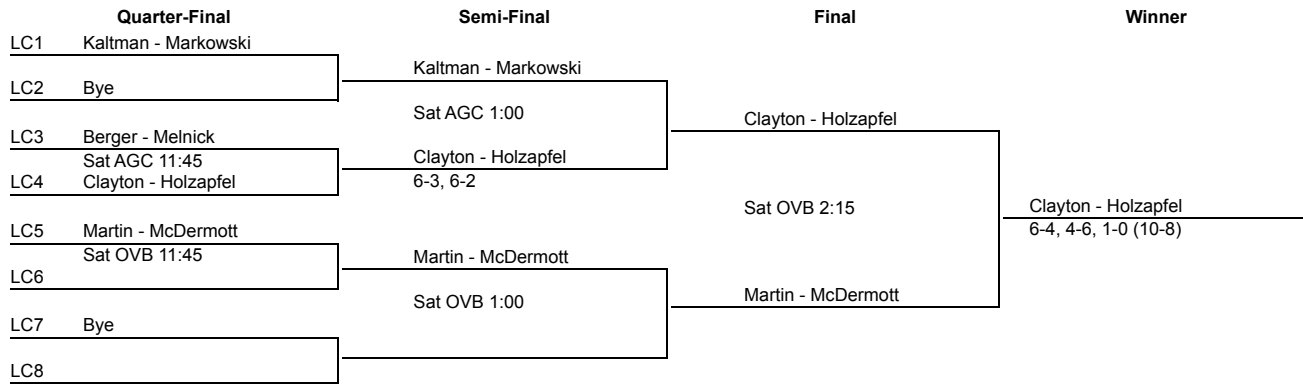 Quarter-Final Semi-Final Final Winner
LC1 Kaltman - Markowski
Kaltman - Markowski
LC2 Bye
Sat AGC 1:00
Clayton - Holzapfel
LC3 Berger - Melnick
Sat AGC 11:45
Clayton - Holzapfel
LC4 Clayton - Holzapfel
6-3, 6-2
Sat OVB 2:15
Clayton - Holzapfel
6-4, 4-6, 1-0 (10-8)
LC5 Martin - McDermott
Sat OVB 11:45
Martin - McDermott
LC6
Sat OVB 1:00
Martin - McDermott
LC7 Bye
LC8